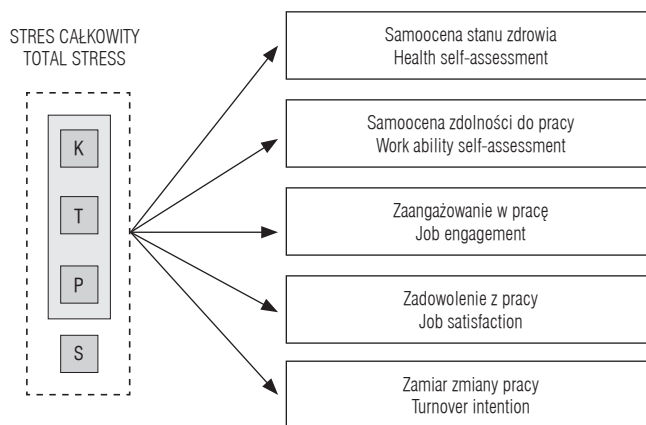 STRES CAŁKOWITY
TOTAL STRESS
K
T
P
S
Samoocena stanu zdrowia
Health self-assessment
Samoocena zdolności do pracy
Work ability self-assessment
Zaangażowanie w pracę
Job engagement
Zadowolenie z pracy
Job satisfaction
Zamiar zmiany pracy
Turnover intention